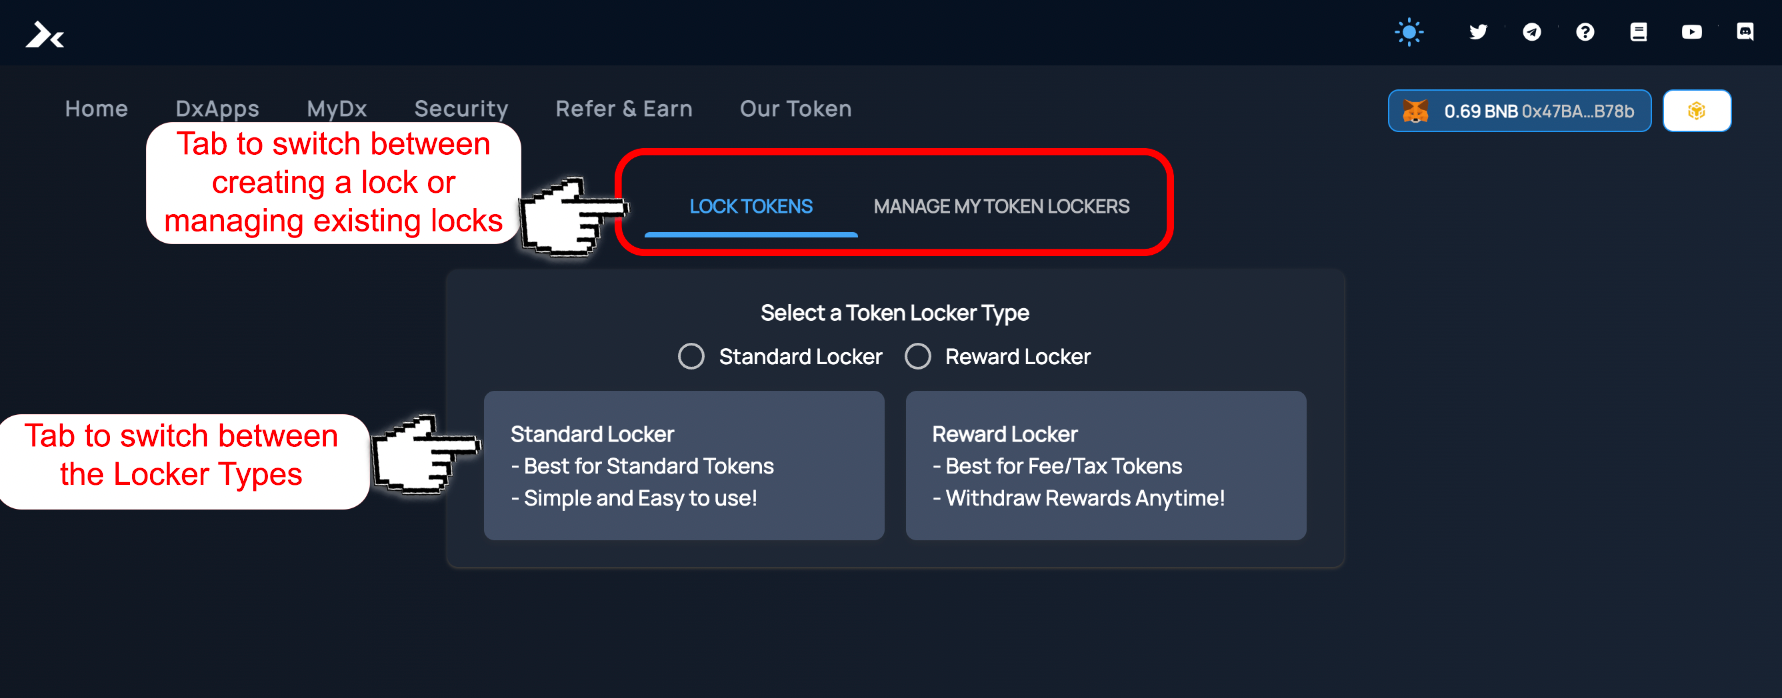 Home DxApps MyDx Security Refer & Earn Our Token
0.69 BNB 0x47BA...B78b
Tab to switch between
creating a lock or
managing existing locks
LOCK TOKENS MANAGE MY TOKEN LOCKERS
Select a Token Locker Type
Standard Locker Reward Locker
Tab to switch between
the Locker Types
Standard Locker
- Best for Standard Tokens
- Simple and Easy to use!
Reward Locker
- Best for Fee/Tax Tokens
- Withdraw Rewards Anytime!